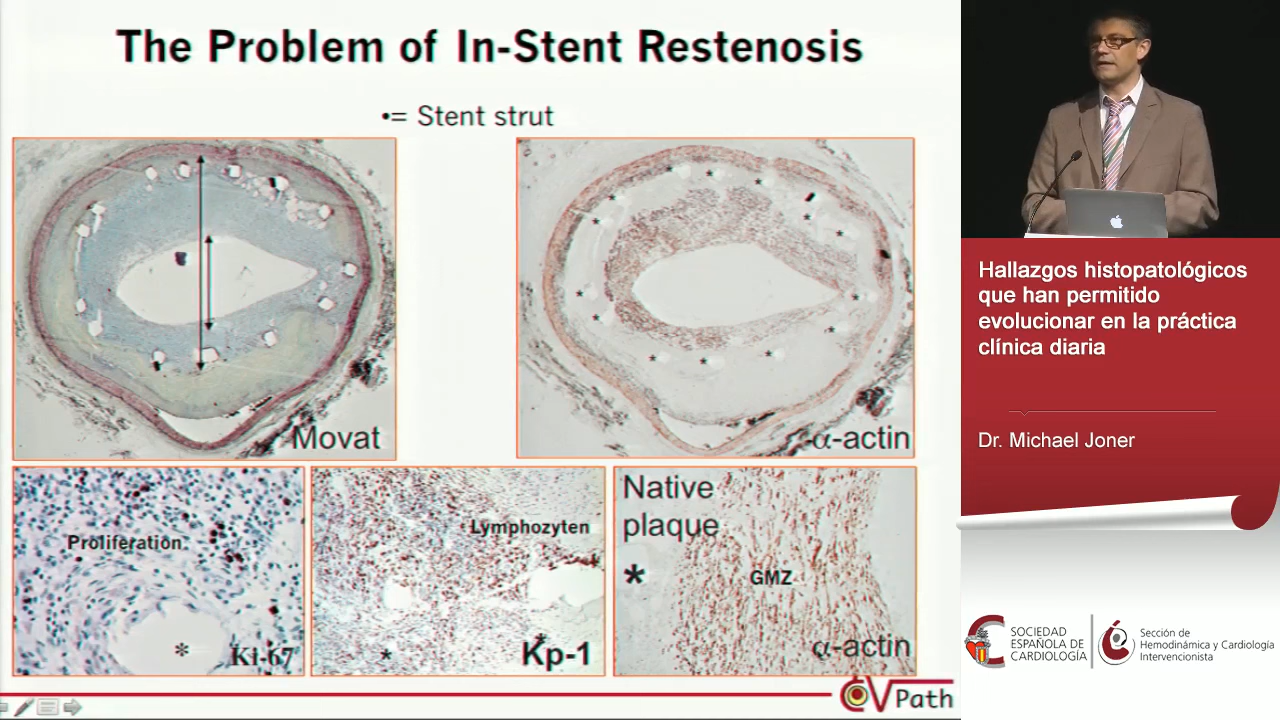 The Problem of In-Stent Restenosis
•= Stent strut
Movat
α-actin
Proliferation
Ki-67
Lymphozyten
Kp-1
Native
plaque
GMZ
α-actin
CVPath
Hallazgos histopatológicos
que han permitido
evolucionar en la práctica
clínica diaria
Dr. Michael Joner
SOCIEDAD
ESPAÑOLA DE
CARDIOLOGÍA
Sección de
Hemodinámica y Cardiología
Intervencionista